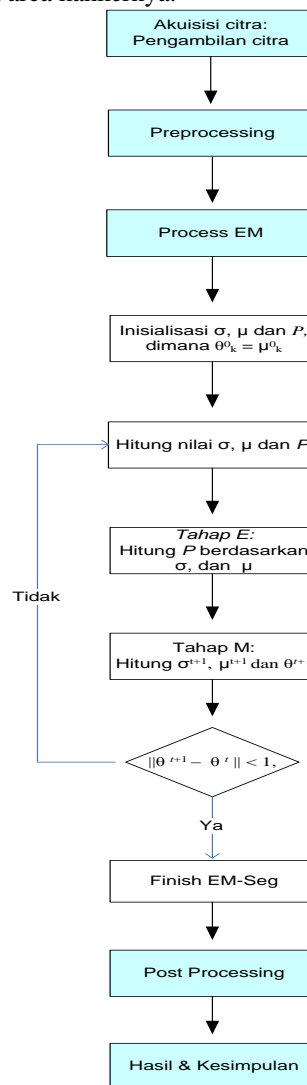 Akuisisi citra:
Pengambilan citra
Preprocessing
Process EM
Inisialisasi σ, μ dan P,
dimana θ⁰ₖ = μ⁰ₖ
Hitung nilai σ, μ dan P
Tahap E:
Hitung P berdasarkan
σ, dan μ
Tidak
Tahap M:
Hitung σᵗ⁺¹, μᵗ⁺¹ dan θᵗ⁺
||θ ᵗ⁺¹ – θ ᵗ || < 1,
Ya
Finish EM-Seg
Post Processing
Hasil & Kesimpulan